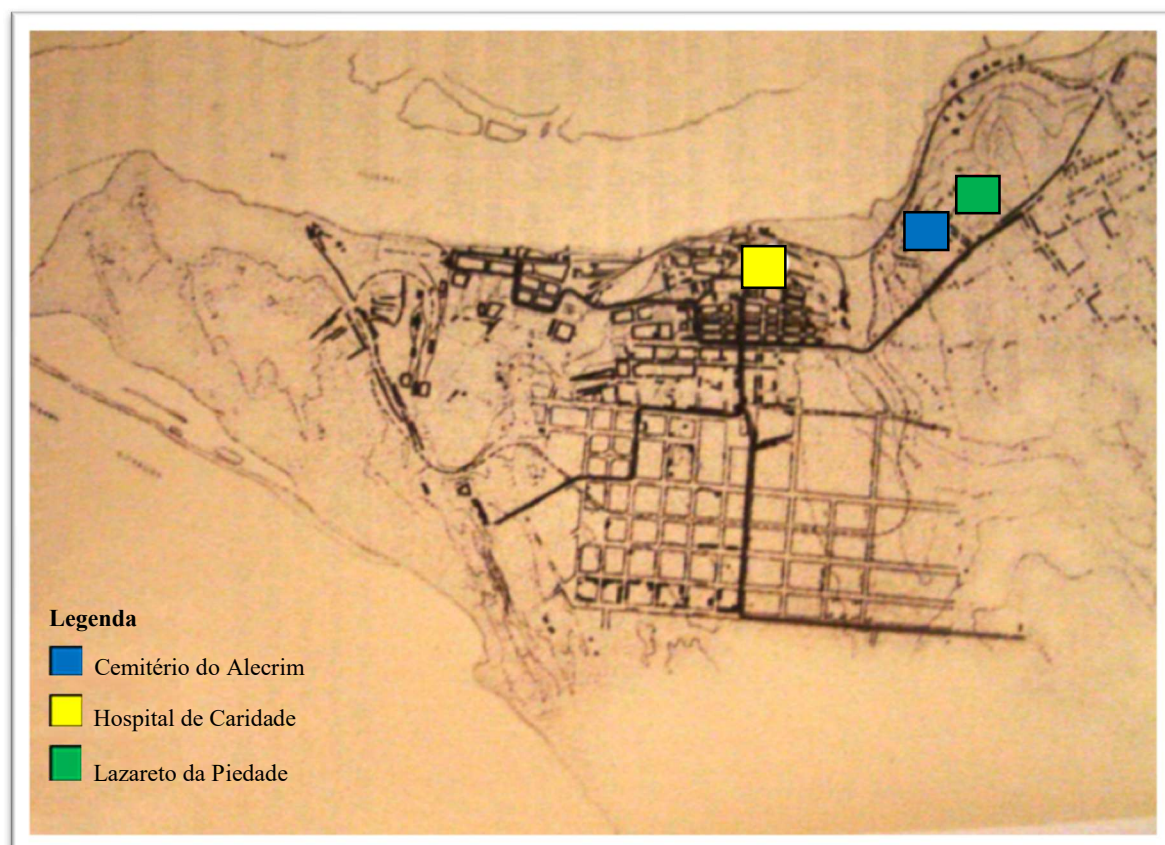 Legenda
Cemitério do Alecrim
Hospital de Caridade
Lazareto da Piedade